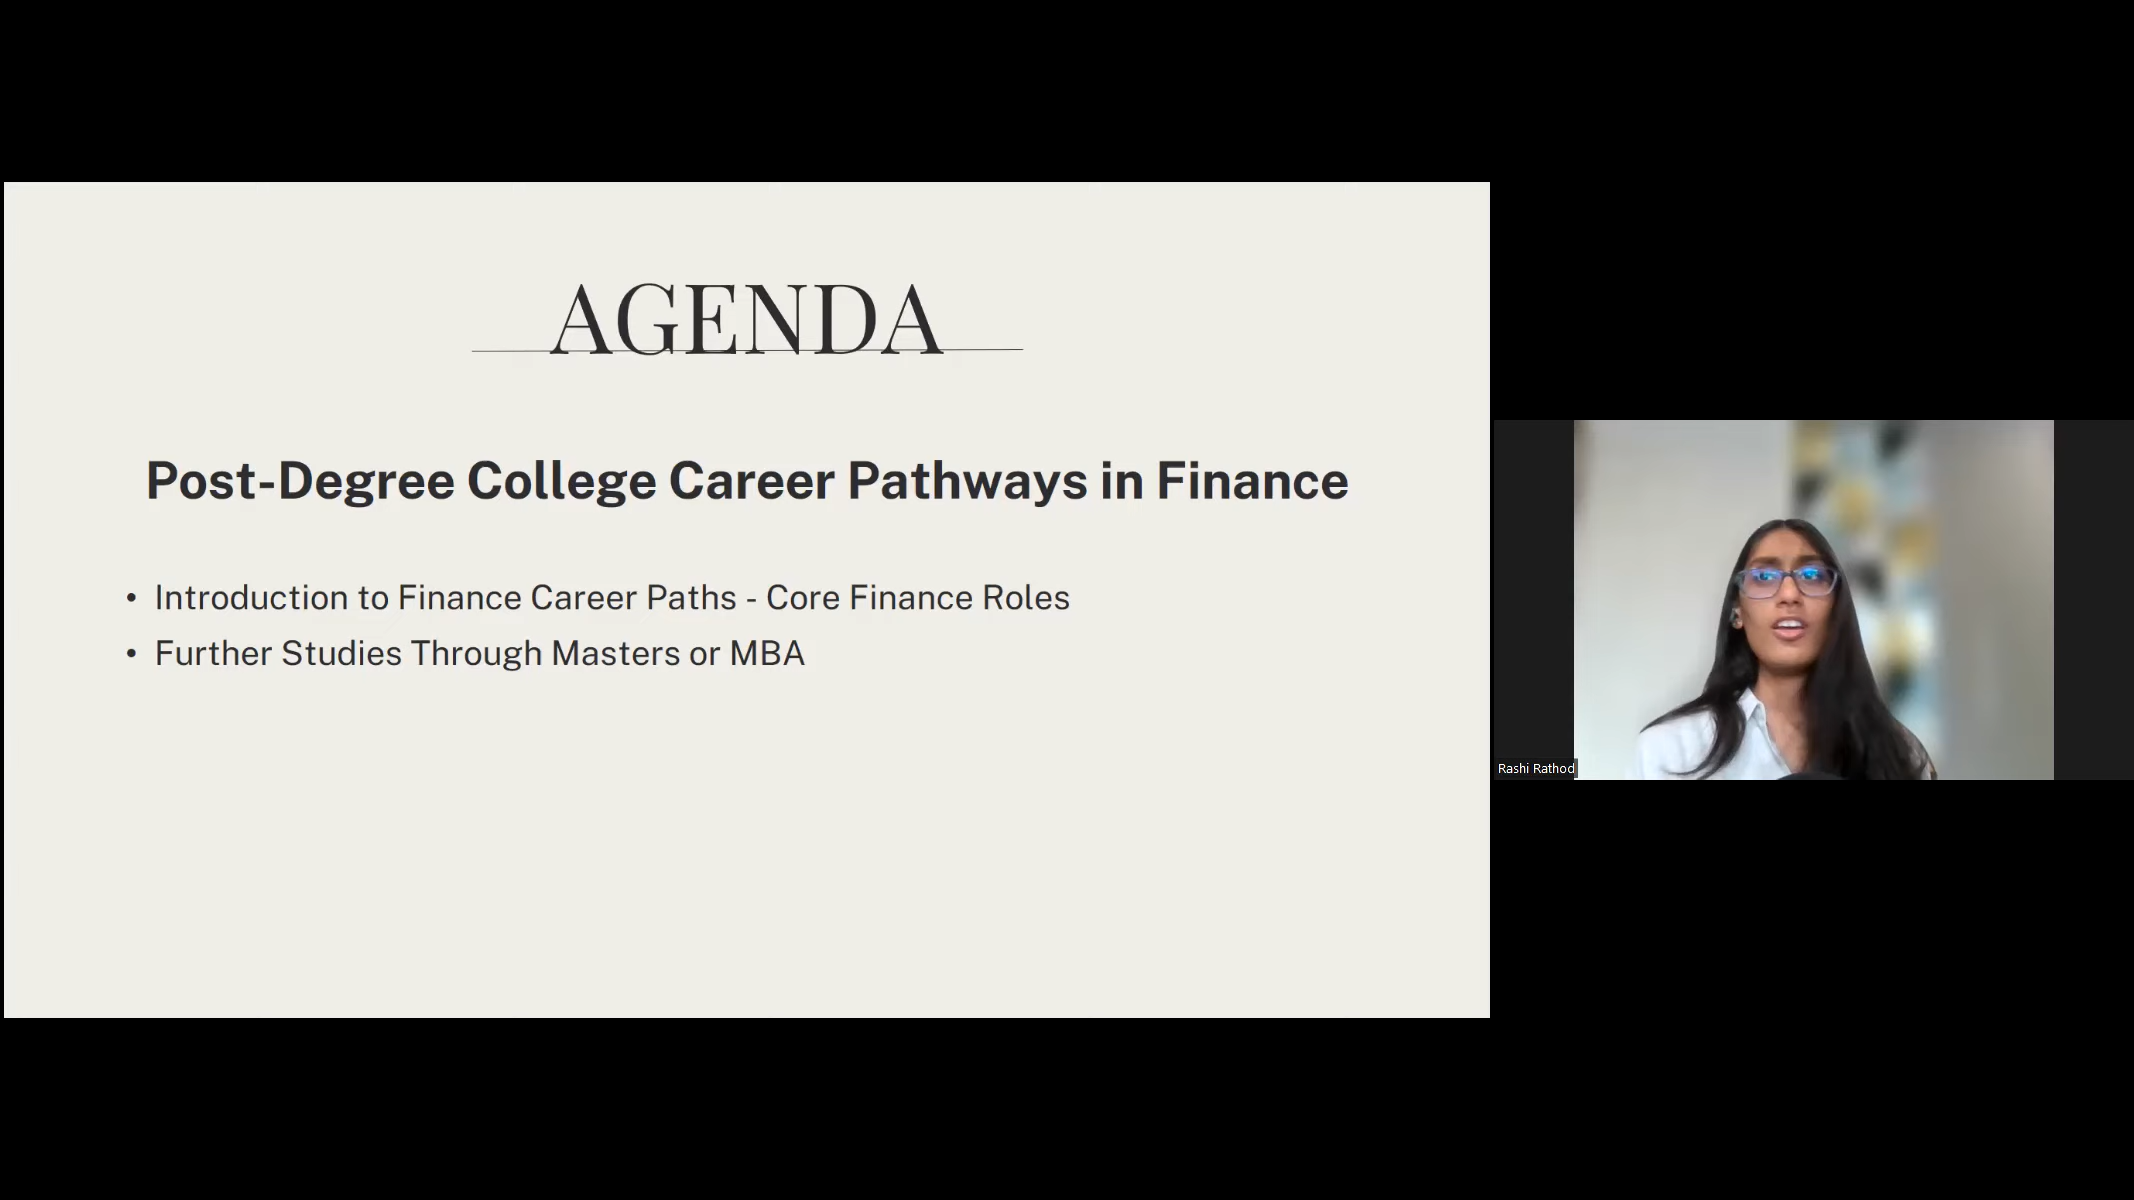 AGENDA
Post-Degree College Career Pathways in Finance
• Introduction to Finance Career Paths - Core Finance Roles
• Further Studies Through Masters or MBA
Rashi Rathod